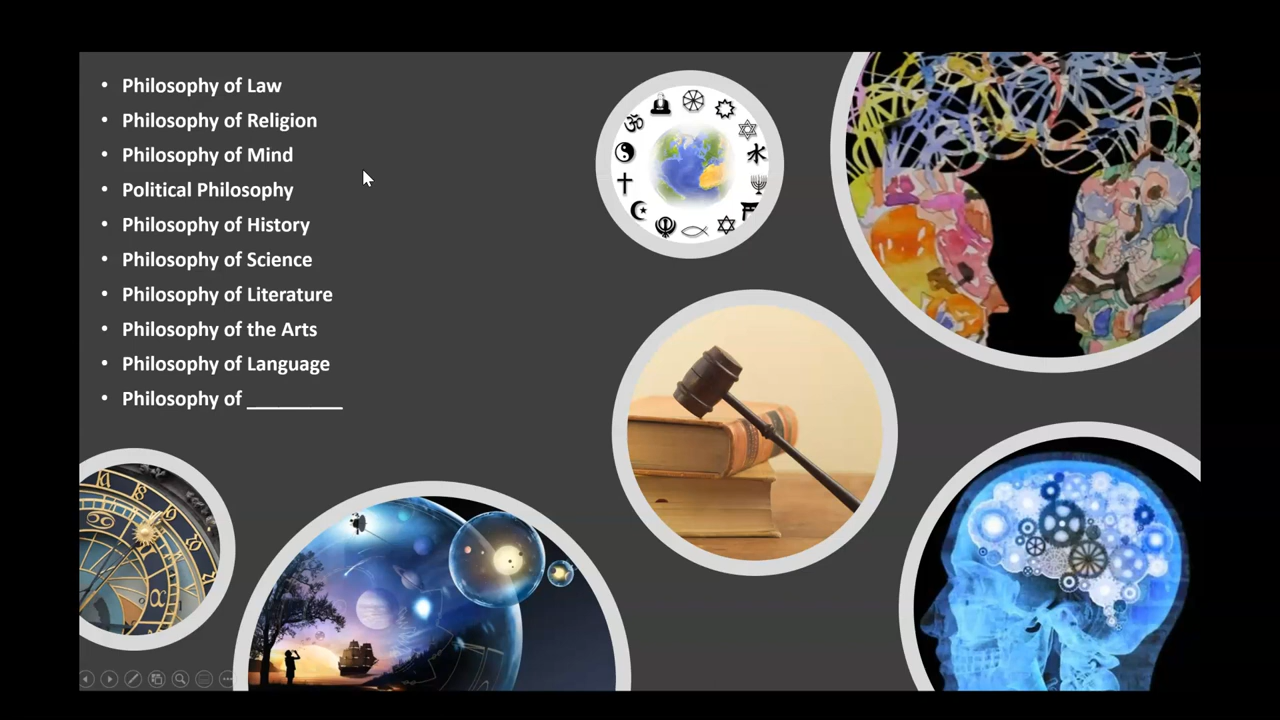 • Philosophy of Law
• Philosophy of Religion
• Philosophy of Mind
• Political Philosophy
• Philosophy of History
• Philosophy of Science
• Philosophy of Literature
• Philosophy of the Arts
• Philosophy of Language
• Philosophy of __________